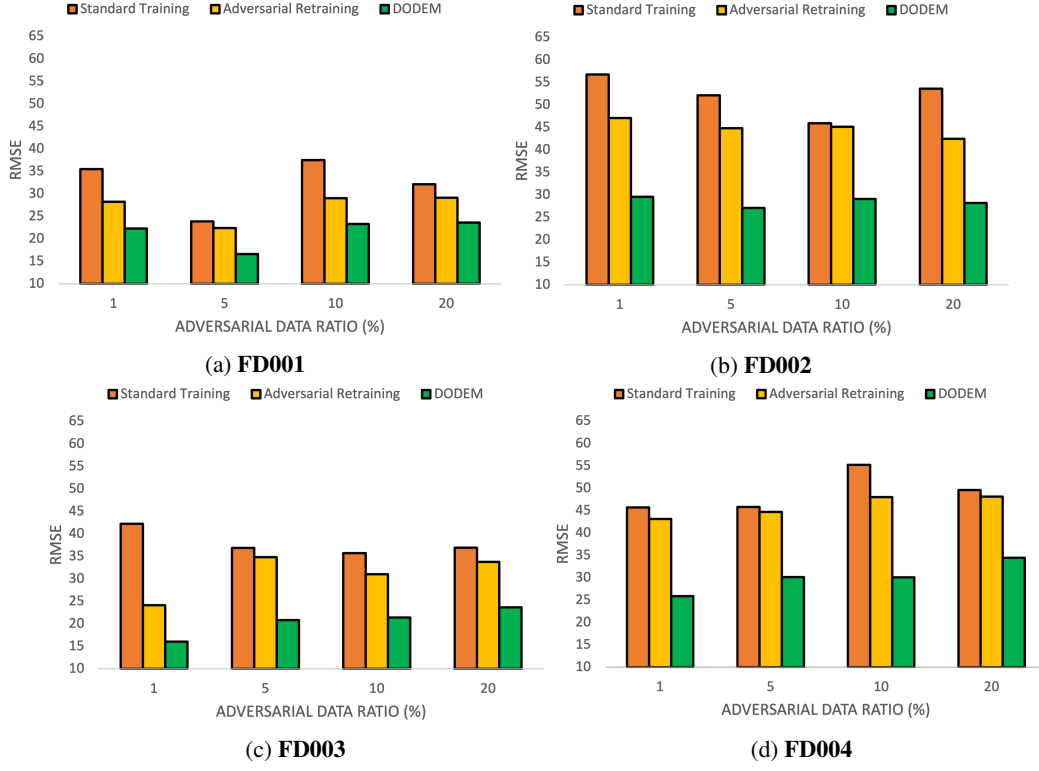 Standard Training Adversarial Retraining DODEM
65
60
55
50
45
40
35
30
25
20
15
10
RMSE
1 5 10 20
ADVERSARIAL DATA RATIO (%)
(a) FD001
Standard Training Adversarial Retraining DODEM
65
60
55
50
45
40
35
30
25
20
15
10
RMSE
1 5 10 20
ADVERSARIAL DATA RATIO (%)
(b) FD002
Standard Training Adversarial Retraining DODEM
65
60
55
50
45
40
35
30
25
20
15
10
RMSE
1 5 10 20
ADVERSARIAL DATA RATIO (%)
(c) FD003
Standard Training Adversarial Retraining DODEM
65
60
55
50
45
40
35
30
25
20
15
10
RMSE
1 5 10 20
ADVERSARIAL DATA RATIO (%)
(d) FD004